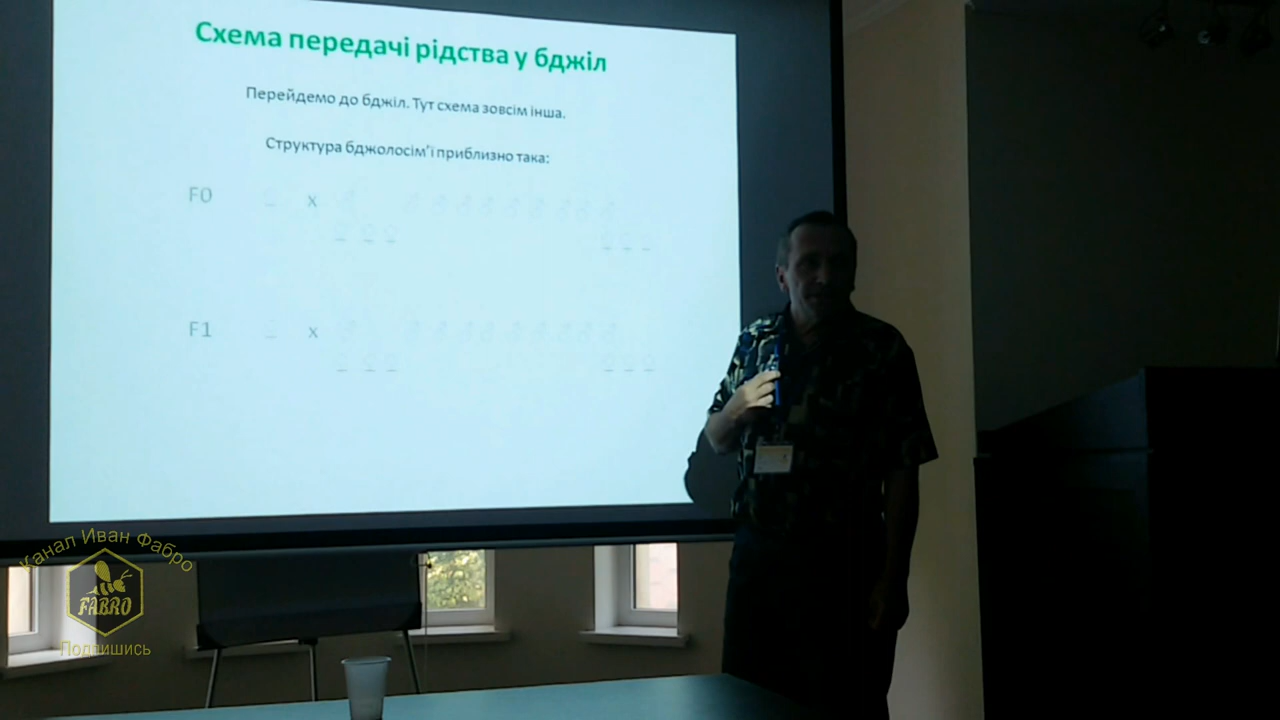 Схема передачі рідства у бджіл
Перейдемо до бджіл. Тут схема зовсім інша.
Структура бджолосім'ї приблизно така:
F0 x
F1 x
Канал Иван Фабро
FABRO
Подпишись